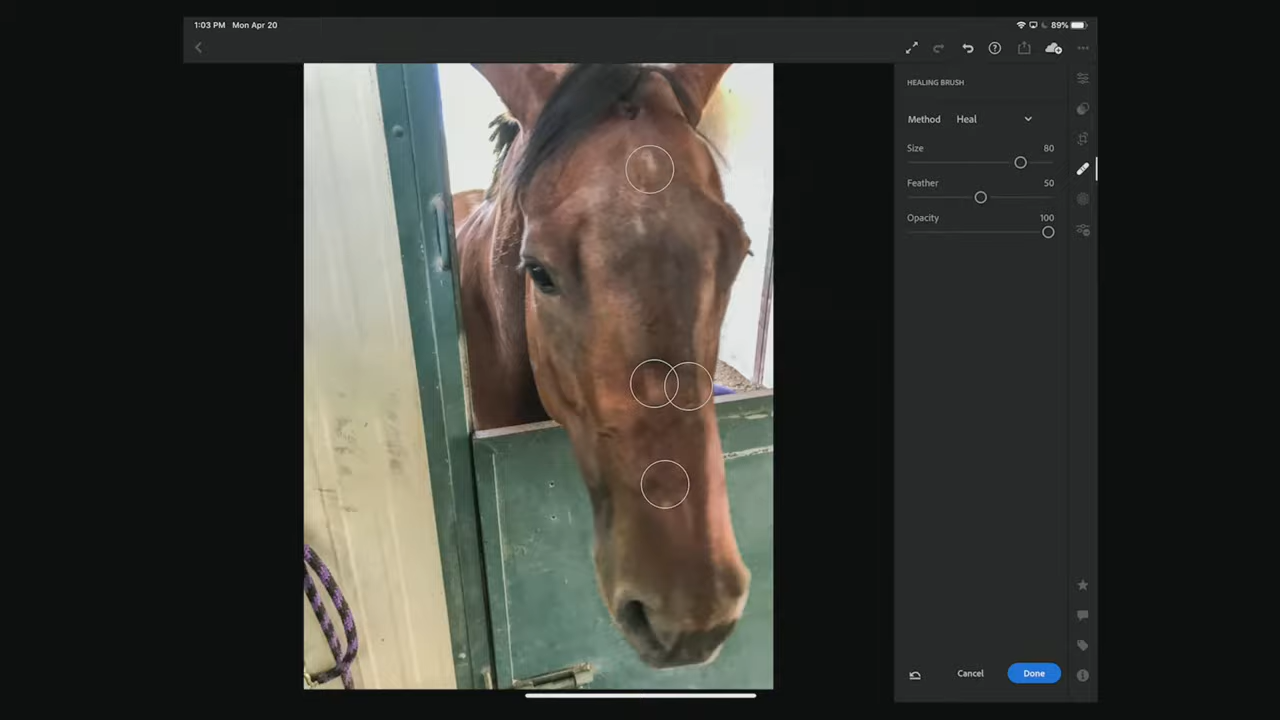 1:03 PM Mon Apr 20
89%
HEALING BRUSH
Method Heal
Size 80
Feather 50
Opacity 100
Cancel Done